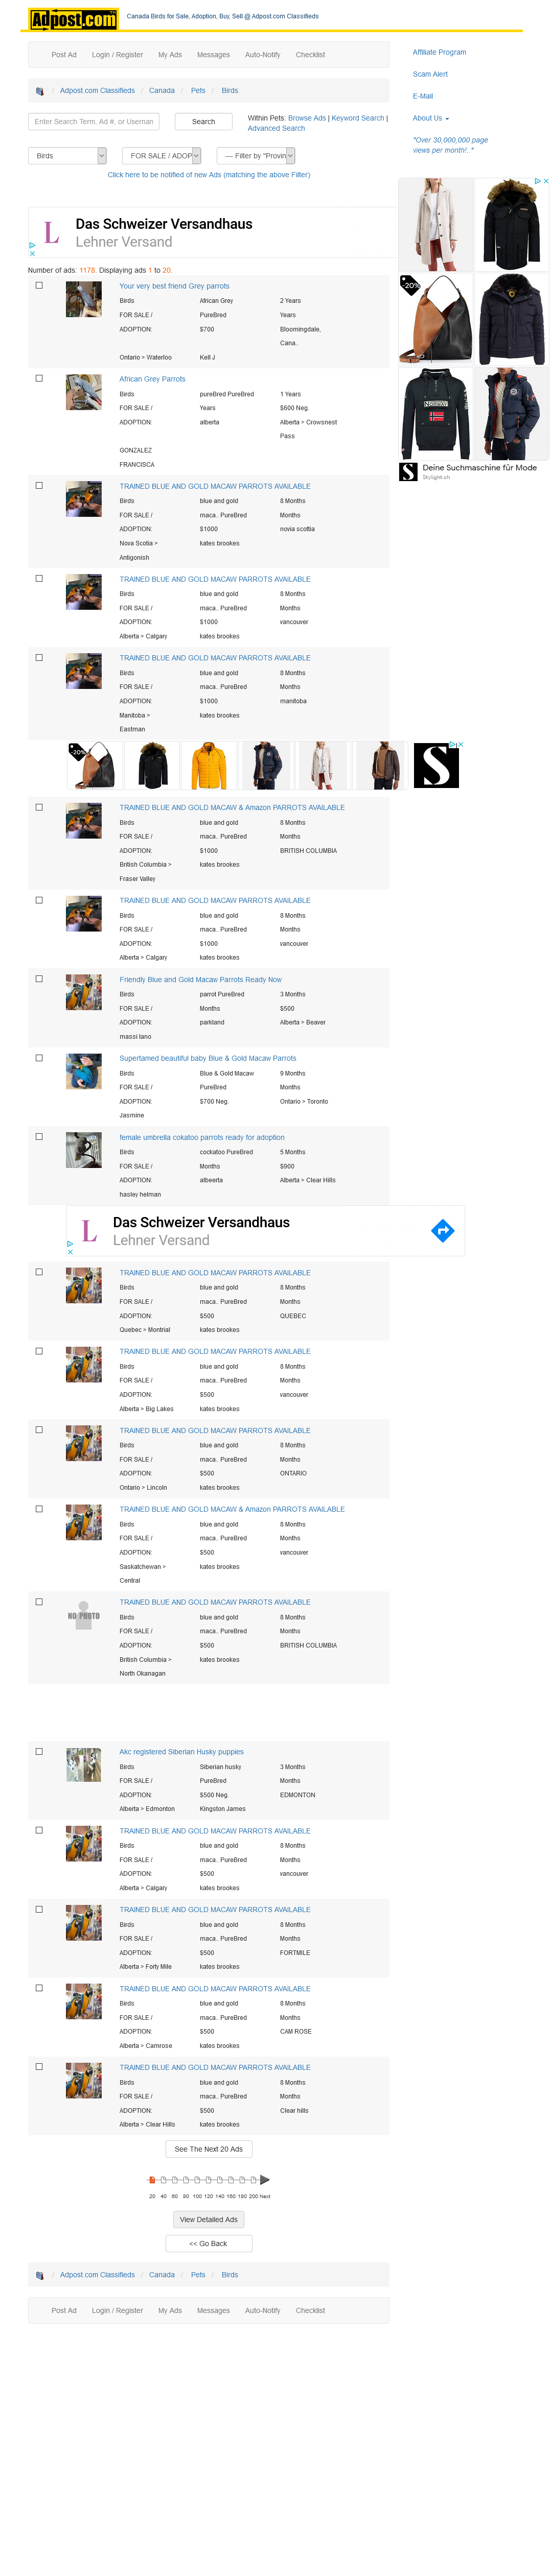 Adpost.com
Canada Birds for Sale, Adoption, Buy, Sell @ Adpost.com Classifieds
Post Ad Login / Register My Ads Messages Auto-Notify Checklist
Affiliate Program
Scam Alert
E-Mail
About Us
"Over 30,000,000 page
views per month!.."
/ Adpost.com Classifieds / Canada / Pets / Birds
Enter Search Term, Ad #, or Usernam
Search
Within Pets: Browse Ads | Keyword Search |
Advanced Search
Birds
FOR SALE / ADOP
--- Filter by "Provin
Click here to be notified of new Ads (matching the above Filter)
Das Schweizer Versandhaus
Lehner Versand
-20%
NORWAY
Deine Suchmaschine für Mode
Stylight.ch
Number of ads: 1178. Displaying ads 1 to 20.
Your very best friend Grey parrots
Birds African Grey 2 Years
FOR SALE / PureBred Years
ADOPTION: $700 Bloomingdale,
Cana..
Ontario > Waterloo Kell J
African Grey Parrots
Birds pureBred PureBred 1 Years
FOR SALE / Years $600 Neg.
ADOPTION: alberta Alberta > Crowsnest
Pass
GONZALEZ
FRANCISCA
TRAINED BLUE AND GOLD MACAW PARROTS AVAILABLE
Birds blue and gold 8 Months
FOR SALE / maca.. PureBred Months
ADOPTION: $1000 novia scottia
Nova Scotia > kates brookes
Antigonish
TRAINED BLUE AND GOLD MACAW PARROTS AVAILABLE
Birds blue and gold 8 Months
FOR SALE / maca.. PureBred Months
ADOPTION: $1000 vancouver
Alberta > Calgary kates brookes
TRAINED BLUE AND GOLD MACAW PARROTS AVAILABLE
Birds blue and gold 8 Months
FOR SALE / maca.. PureBred Months
ADOPTION: $1000 manitoba
Manitoba > kates brookes
Eastman
-20%
TRAINED BLUE AND GOLD MACAW & Amazon PARROTS AVAILABLE
Birds blue and gold 8 Months
FOR SALE / maca.. PureBred Months
ADOPTION: $1000 BRITISH COLUMBIA
British Columbia > kates brookes
Fraser Valley
TRAINED BLUE AND GOLD MACAW PARROTS AVAILABLE
Birds blue and gold 8 Months
FOR SALE / maca.. PureBred Months
ADOPTION: $1000 vancouver
Alberta > Calgary kates brookes
Friendly Blue and Gold Macaw Parrots Ready Now
Birds parrot PureBred 3 Months
FOR SALE / Months $500
ADOPTION: parkland Alberta > Beaver
massi lano
Supertamed beautiful baby Blue & Gold Macaw Parrots
Birds Blue & Gold Macaw 9 Months
FOR SALE / PureBred Months
ADOPTION: $700 Neg. Ontario > Toronto
Jasmine
female umbrella cokatoo parrots ready for adoption
Birds cockatoo PureBred 5 Months
FOR SALE / Months $900
ADOPTION: albeerta Alberta > Clear Hills
hasley helman
Das Schweizer Versandhaus
Lehner Versand
TRAINED BLUE AND GOLD MACAW PARROTS AVAILABLE
Birds blue and gold 8 Months
FOR SALE / maca.. PureBred Months
ADOPTION: $500 QUEBEC
Quebec > Montrial kates brookes
TRAINED BLUE AND GOLD MACAW PARROTS AVAILABLE
Birds blue and gold 8 Months
FOR SALE / maca.. PureBred Months
ADOPTION: $500 vancouver
Alberta > Big Lakes kates brookes
TRAINED BLUE AND GOLD MACAW PARROTS AVAILABLE
Birds blue and gold 8 Months
FOR SALE / maca.. PureBred Months
ADOPTION: $500 ONTARIO
Ontario > Lincoln kates brookes
TRAINED BLUE AND GOLD MACAW & Amazon PARROTS AVAILABLE
Birds blue and gold 8 Months
FOR SALE / maca.. PureBred Months
ADOPTION: $500 vancouver
Saskatchewan > kates brookes
Central
TRAINED BLUE AND GOLD MACAW PARROTS AVAILABLE
NO PHOTO
Birds blue and gold 8 Months
FOR SALE / maca.. PureBred Months
ADOPTION: $500 BRITISH COLUMBIA
British Columbia > kates brookes
North Okanagan
Akc registered Siberian Husky puppies
Birds Siberian husky 3 Months
FOR SALE / PureBred Months
ADOPTION: $500 Neg. EDMONTON
Alberta > Edmonton Kingston James
TRAINED BLUE AND GOLD MACAW PARROTS AVAILABLE
Birds blue and gold 8 Months
FOR SALE / maca.. PureBred Months
ADOPTION: $500 vancouver
Alberta > Calgary kates brookes
TRAINED BLUE AND GOLD MACAW PARROTS AVAILABLE
Birds blue and gold 8 Months
FOR SALE / maca.. PureBred Months
ADOPTION: $500 FORTMILE
Alberta > Forty Mile kates brookes
TRAINED BLUE AND GOLD MACAW PARROTS AVAILABLE
Birds blue and gold 8 Months
FOR SALE / maca.. PureBred Months
ADOPTION: $500 CAM ROSE
Alberta > Camrose kates brookes
TRAINED BLUE AND GOLD MACAW PARROTS AVAILABLE
Birds blue and gold 8 Months
FOR SALE / maca.. PureBred Months
ADOPTION: $500 Clear hills
Alberta > Clear Hills kates brookes
See The Next 20 Ads
20 40 60 80 100 120 140 160 180 200 Next
View Detailed Ads
<< Go Back
/ Adpost.com Classifieds / Canada / Pets / Birds
Post Ad Login / Register My Ads Messages Auto-Notify Checklist